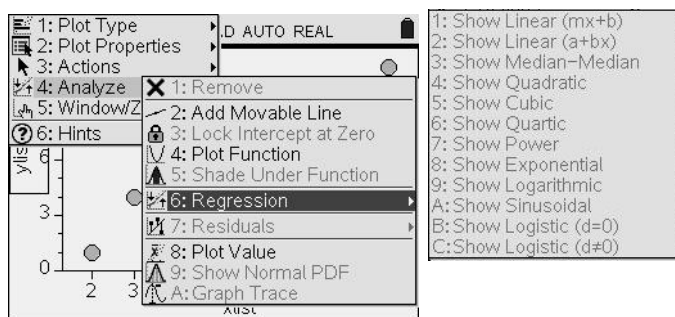 1: Plot Type
2: Plot Properties
3: Actions
4: Analyze
5: Window/Z
6: Hints
.D AUTO REAL
1: Remove
2: Add Movable Line
3: Lock Intercept at Zero
4: Plot Function
5: Shade Under Function
6: Regression
7: Residuals
8: Plot Value
9: Show Normal PDF
A: Graph Trace
6
3
0
2 3
1: Show Linear (mx+b)
2: Show Linear (a+bx)
3: Show Median-Median
4: Show Quadratic
5: Show Cubic
6: Show Quartic
7: Show Power
8: Show Exponential
9: Show Logarithmic
A: Show Sinusoidal
B: Show Logistic (d=0)
C: Show Logistic (d≠0)